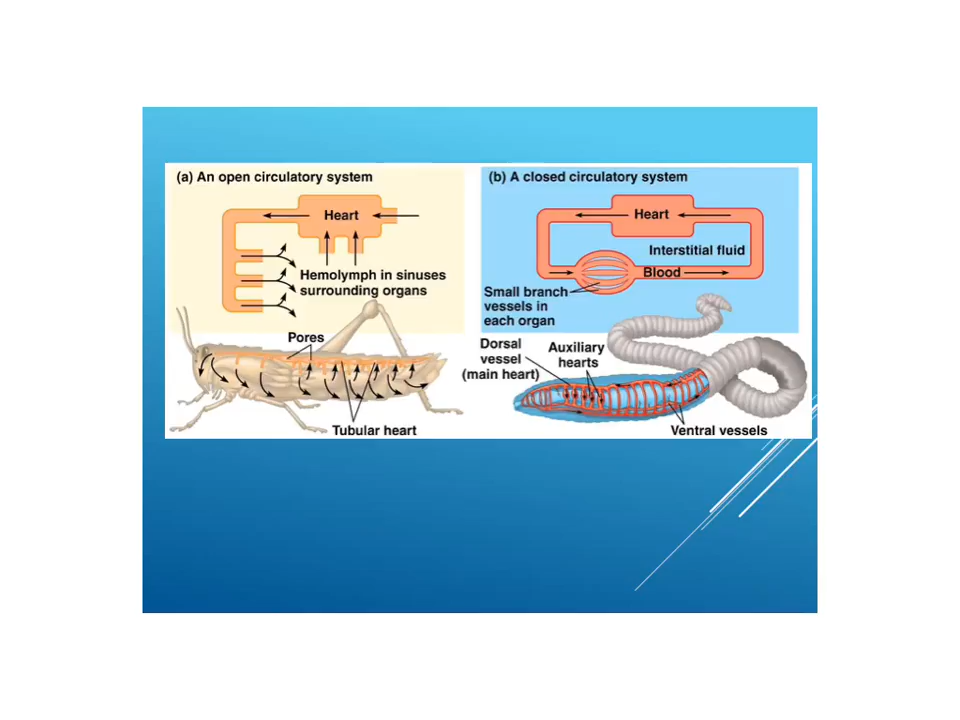 (a) An open circulatory system
Heart
Hemolymph in sinuses
surrounding organs
Pores
Tubular heart
(b) A closed circulatory system
Heart
Interstitial fluid
Blood
Small branch
vessels in
each organ
Dorsal
vessel
(main heart)
Auxiliary
hearts
Ventral vessels